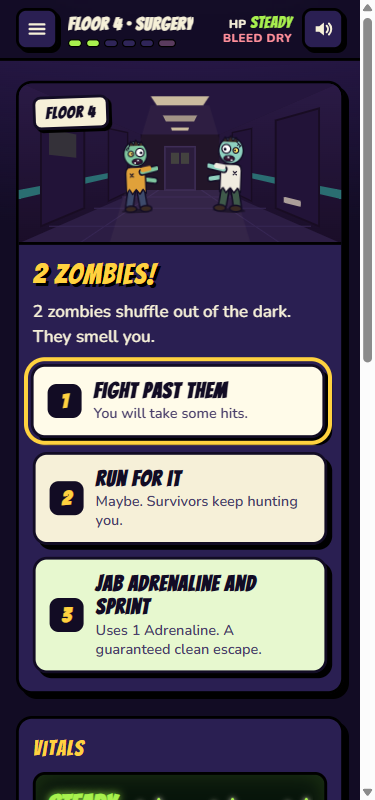 FLOOR 4 • SURGERY
HP STEADY
BLEED DRY
FLOOR 4
2 ZOMBIES!
2 zombies shuffle out of the dark.
They smell you.
1
FIGHT PAST THEM
You will take some hits.
2
RUN FOR IT
Maybe. Survivors keep hunting
you.
3
JAB ADRENALINE AND
SPRINT
Uses 1 Adrenaline. A
guaranteed clean escape.
VITALS
STEADY